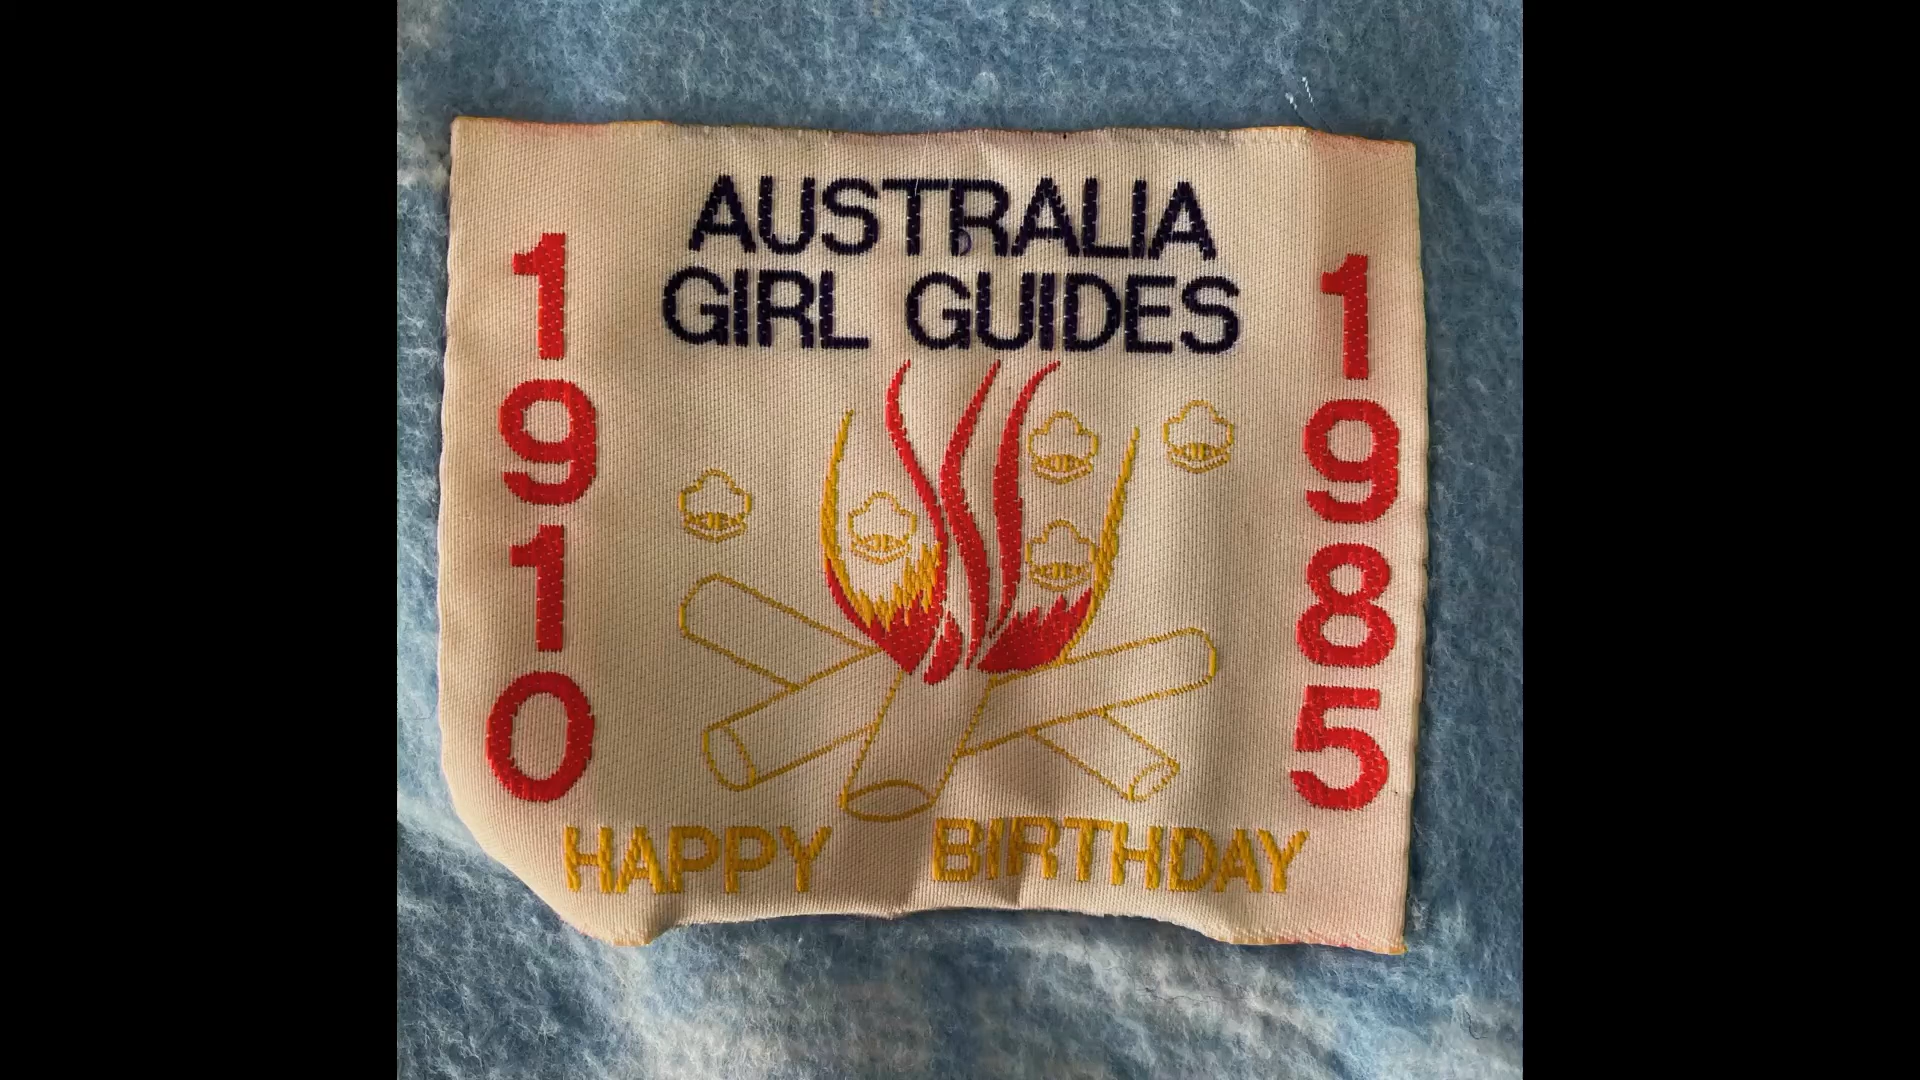 AUSTRALIA
GIRL GUIDES
1910
1985
HAPPY BIRTHDAY